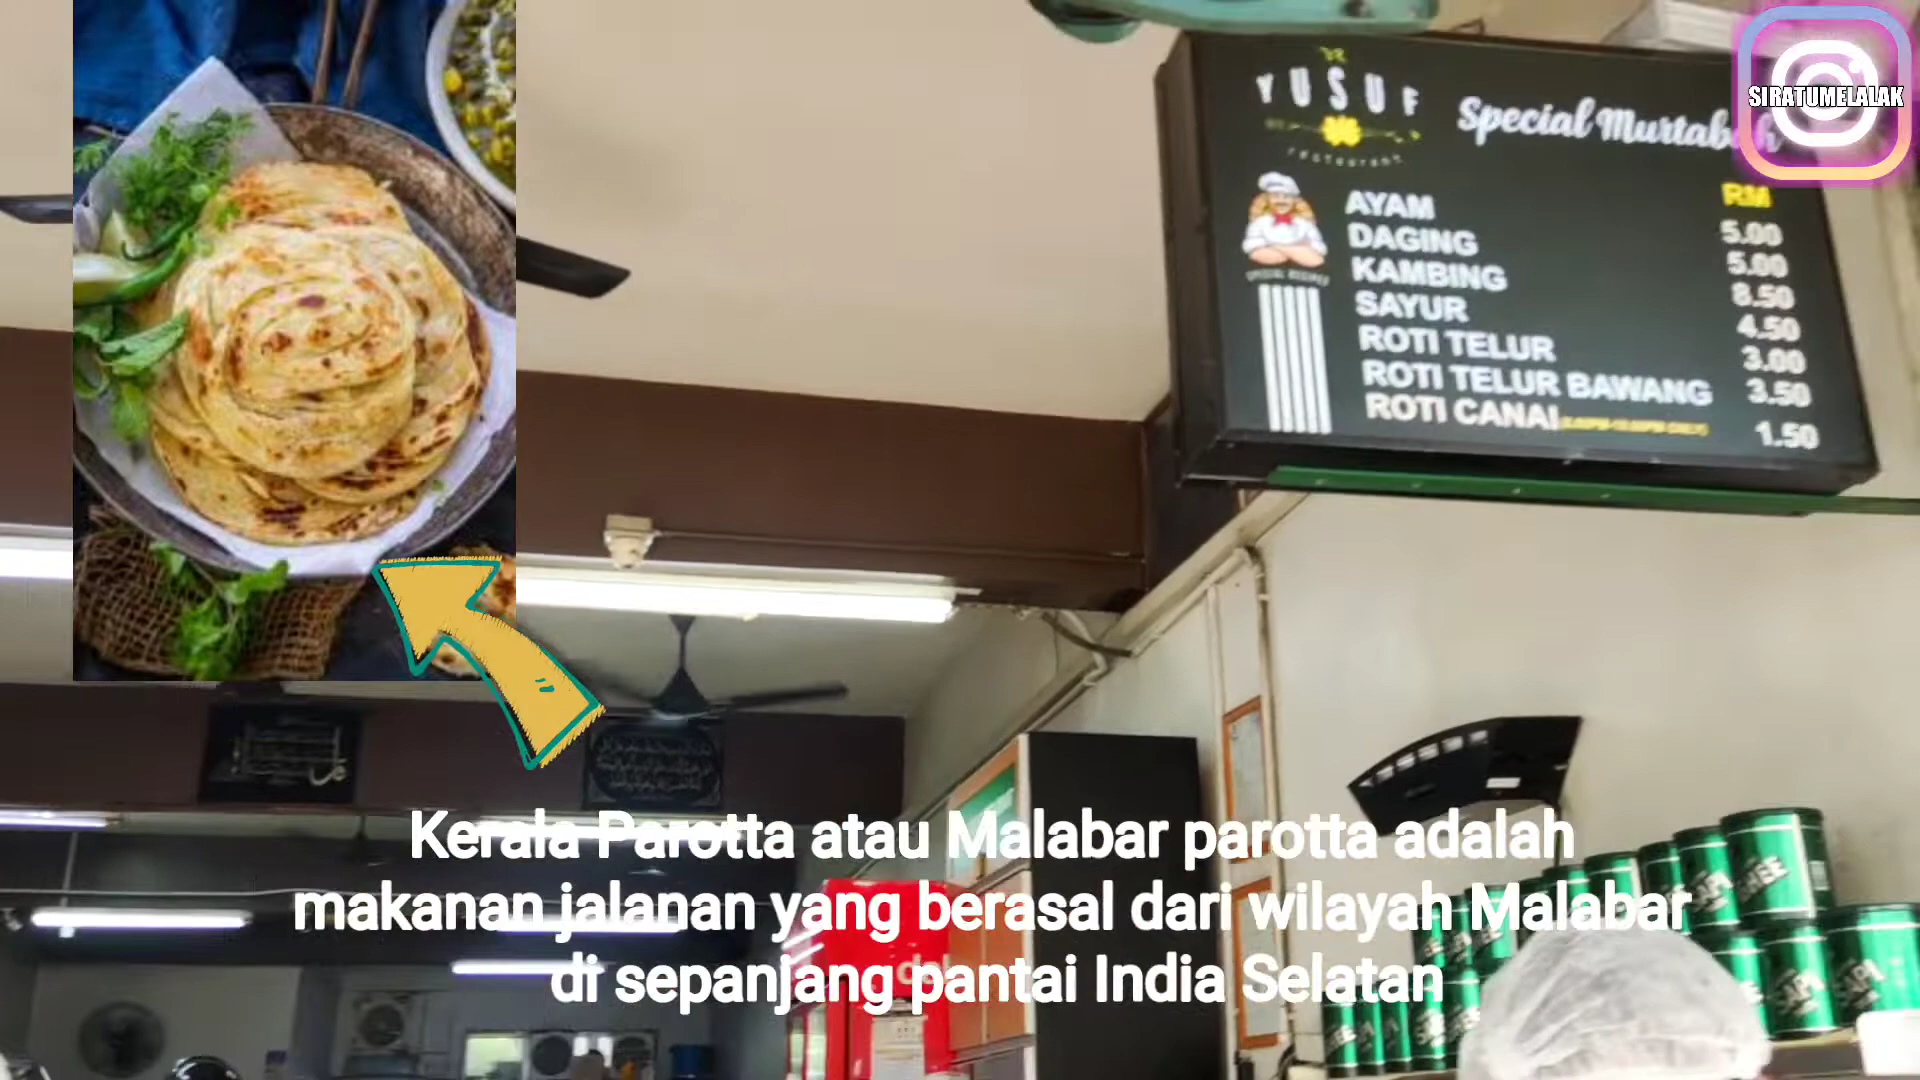 SIRATUMELALAK
YUSUF
restaurant
Special Murtabak
RM
AYAM 5.00
DAGING 5.00
KAMBING 8.50
SAYUR 4.50
ROTI TELUR 3.00
ROTI TELUR BAWANG 3.50
ROTI CANAI 1.50
Kerala Parotta atau Malabar parotta adalah
makanan jalanan yang berasal dari wilayah Malabar
di sepanjang pantai India Selatan